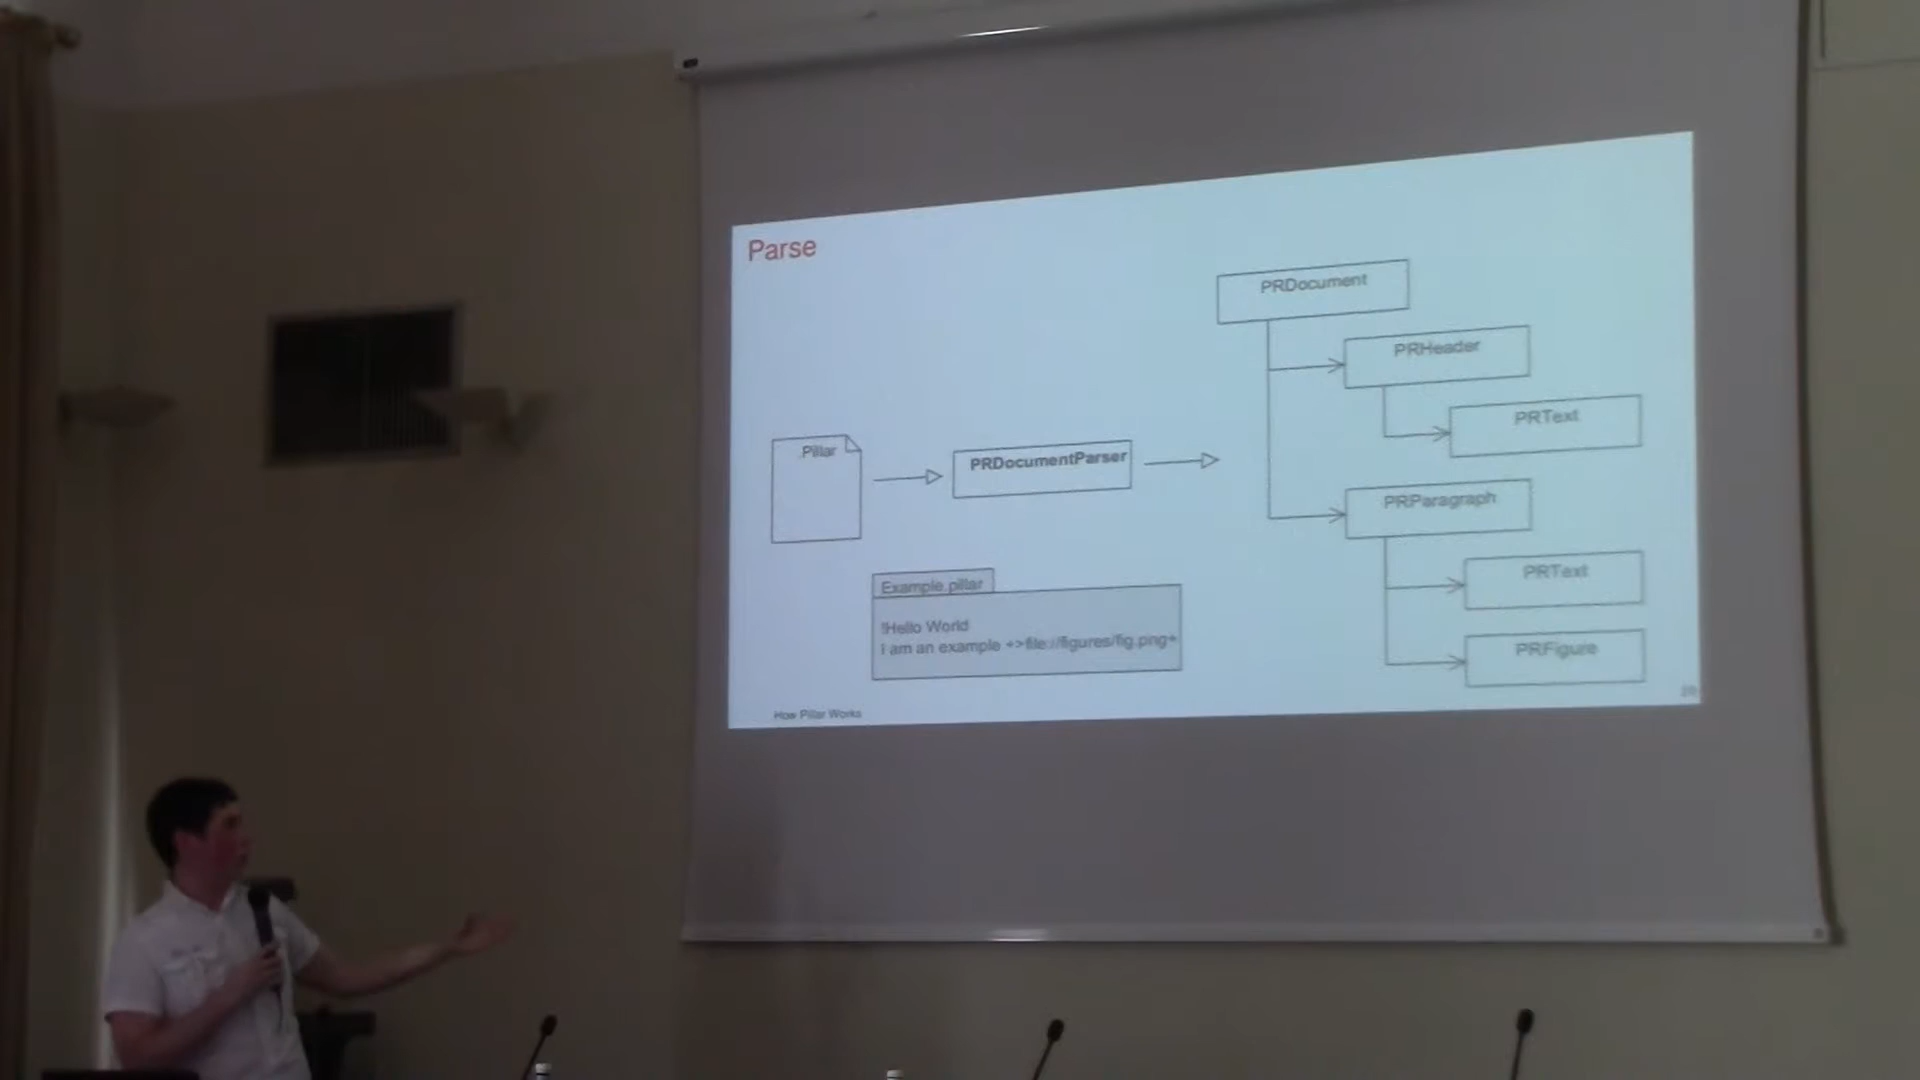 Parse
PRDocument
PRHeader
PRText
.Pillar
PRDocumentParser
PRParagraph
PRText
PRFigure
Example.pillar
!Hello World
I am an example +>file://figures/fig.png+
How Pillar Works